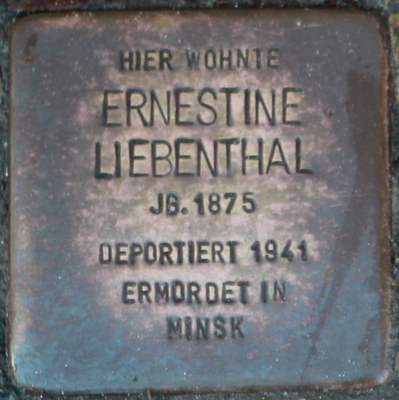 HIER WOHNTE
ERNESTINE
LIEBENTHAL
JG. 1875
DEPORTIERT 1941
ERMORDET IN
MINSK